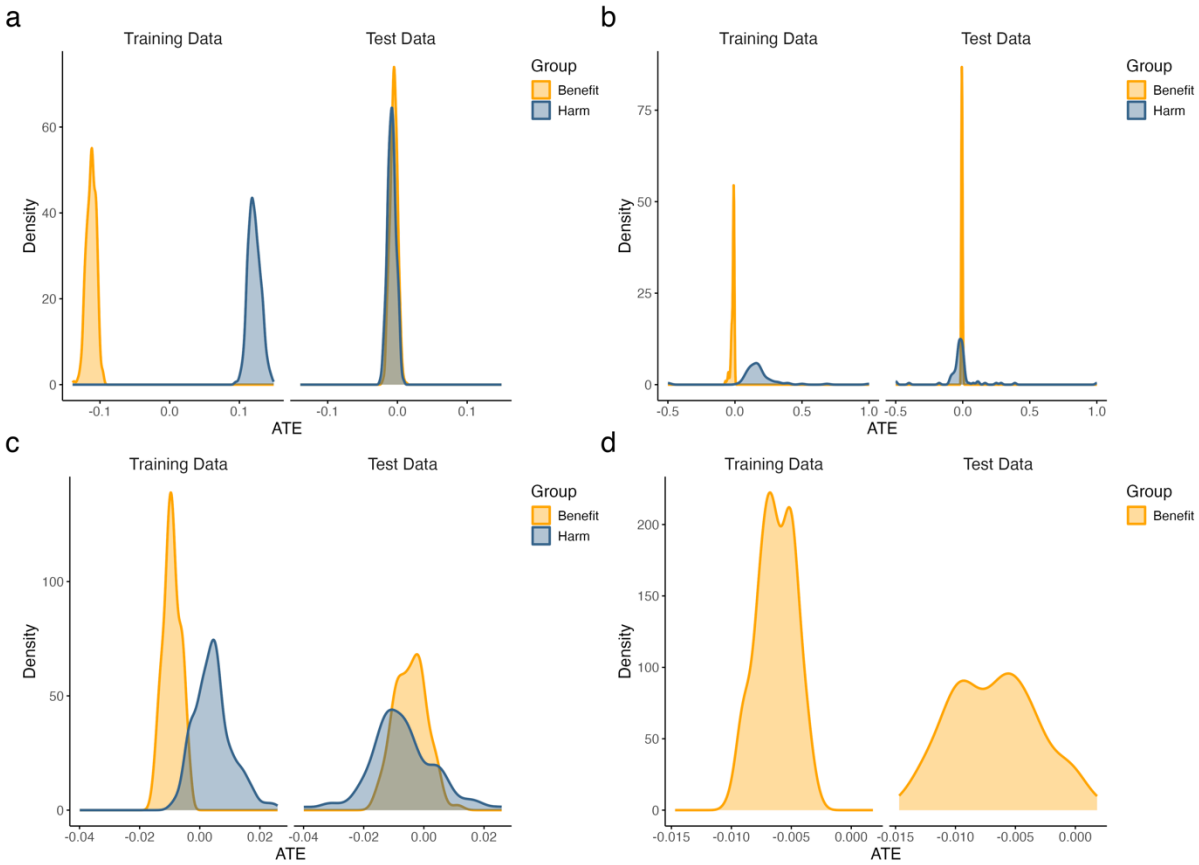 a
Training Data
Test Data
Group
Benefit
Harm
Density
60
40
20
0
-0.1 0.0 0.1
-0.1 0.0 0.1
ATE
b
Training Data
Test Data
Group
Benefit
Harm
Density
75
50
25
0
-0.5 0.0 0.5 1.0
-0.5 0.0 0.5 1.0
ATE
c
Training Data
Test Data
Group
Benefit
Harm
Density
100
50
0
-0.04 -0.02 0.00 0.02
-0.04 -0.02 0.00 0.02
ATE
d
Training Data
Test Data
Group
Benefit
Density
200
150
100
50
0
-0.015 -0.010 -0.005 0.000
-0.015 -0.010 -0.005 0.000
ATE